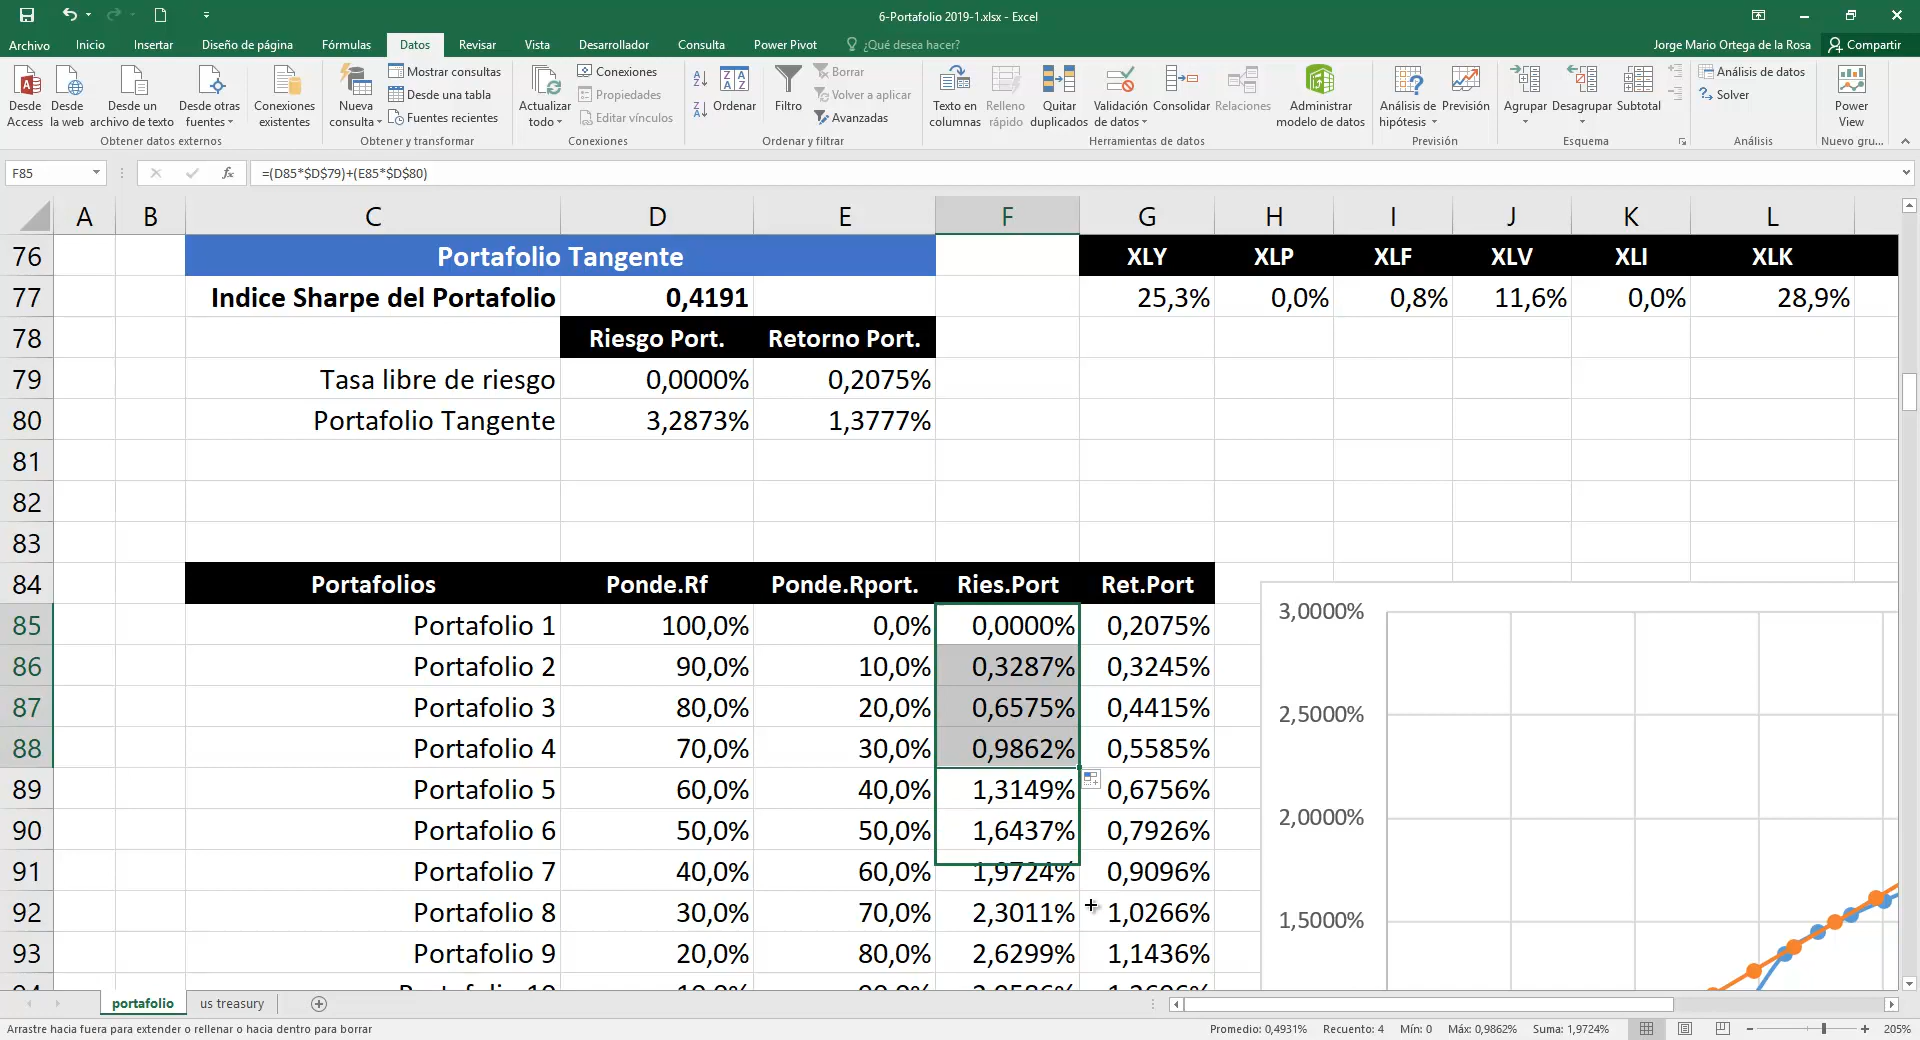 6-Portafolio 2019-1.xlsx - Excel
Archivo Inicio Insertar Diseño de página Fórmulas Datos Revisar Vista Desarrollador Consulta Power Pivot ¿Qué desea hacer? Jorge Mario Ortega de la Rosa Compartir
Desde Access
Desde la web
Desde un archivo de texto
Desde otras fuentes
Conexiones existentes
Obtener datos externos
Nueva consulta
Mostrar consultas
Desde una tabla
Fuentes recientes
Obtener y transformar
Actualizar todo
Conexiones
Propiedades
Editar vínculos
Conexiones
Ordenar
Filtro
Borrar
Volver a aplicar
Avanzadas
Ordenar y filtrar
Texto en columnas
Relleno rápido
Quitar duplicados
Validación de datos
Consolidar
Relaciones
Administrar modelo de datos
Herramientas de datos
Análisis de hipótesis
Previsión
Previsión
Agrupar
Desagrupar
Subtotal
Esquema
Análisis de datos
Solver
Análisis
Power View
Nuevo gru...
F85 fx =(D85*$D$79)+(E85*$D$80)
A B C D E F G H I J K L
76 Portafolio Tangente XLY XLP XLF XLV XLI XLK
77 Indice Sharpe del Portafolio 0,4191 25,3% 0,0% 0,8% 11,6% 0,0% 28,9%
78 Riesgo Port. Retorno Port.
79 Tasa libre de riesgo 0,0000% 0,2075%
80 Portafolio Tangente 3,2873% 1,3777%
81
82
83
84 Portafolios Ponde.Rf Ponde.Rport. Ries.Port Ret.Port
85 Portafolio 1 100,0% 0,0% 0,0000% 0,2075%
86 Portafolio 2 90,0% 10,0% 0,3287% 0,3245%
87 Portafolio 3 80,0% 20,0% 0,6575% 0,4415%
88 Portafolio 4 70,0% 30,0% 0,9862% 0,5585%
89 Portafolio 5 60,0% 40,0% 1,3149% 0,6756%
90 Portafolio 6 50,0% 50,0% 1,6437% 0,7926%
91 Portafolio 7 40,0% 60,0% 1,9724% 0,9096%
92 Portafolio 8 30,0% 70,0% 2,3011% 1,0266%
93 Portafolio 9 20,0% 80,0% 2,6299% 1,1436%
3,0000%
2,5000%
2,0000%
1,5000%
portafolio us treasury
Arrastre hacia fuera para extender o rellenar o hacia dentro para borrar Promedio: 0,4931% Recuento: 4 Mín: 0 Máx: 0,9862% Suma: 1,9724% 205%